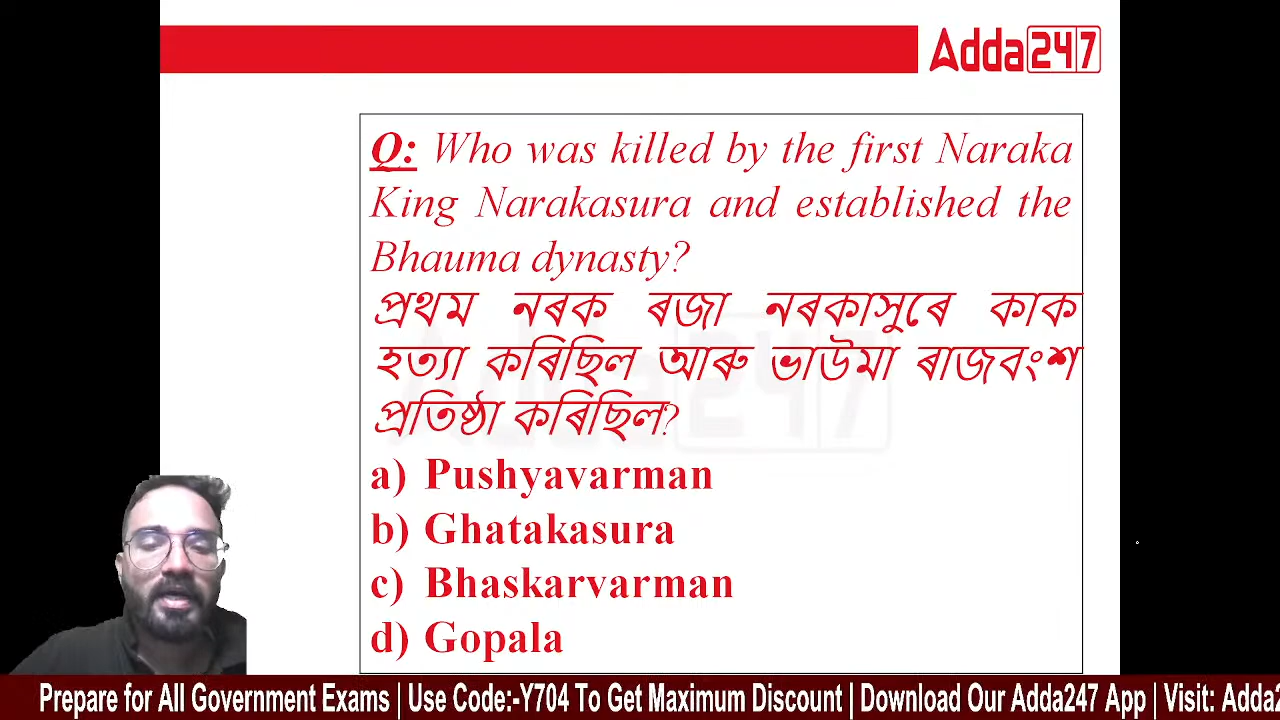 Adda247
Q: Who was killed by the first Naraka
King Narakasura and established the
Bhauma dynasty?
প্ৰথম নৰক ৰজা নৰকাসুৰে কাক
হত্যা কৰিছিল আৰু ভাউমা ৰাজবংশ
প্ৰতিষ্ঠা কৰিছিল?
a) Pushyavarman
b) Ghatakasura
c) Bhaskarvarman
d) Gopala
Prepare for All Government Exams | Use Code:-Y704 To Get Maximum Discount | Download Our Adda247 App | Visit: Adda2